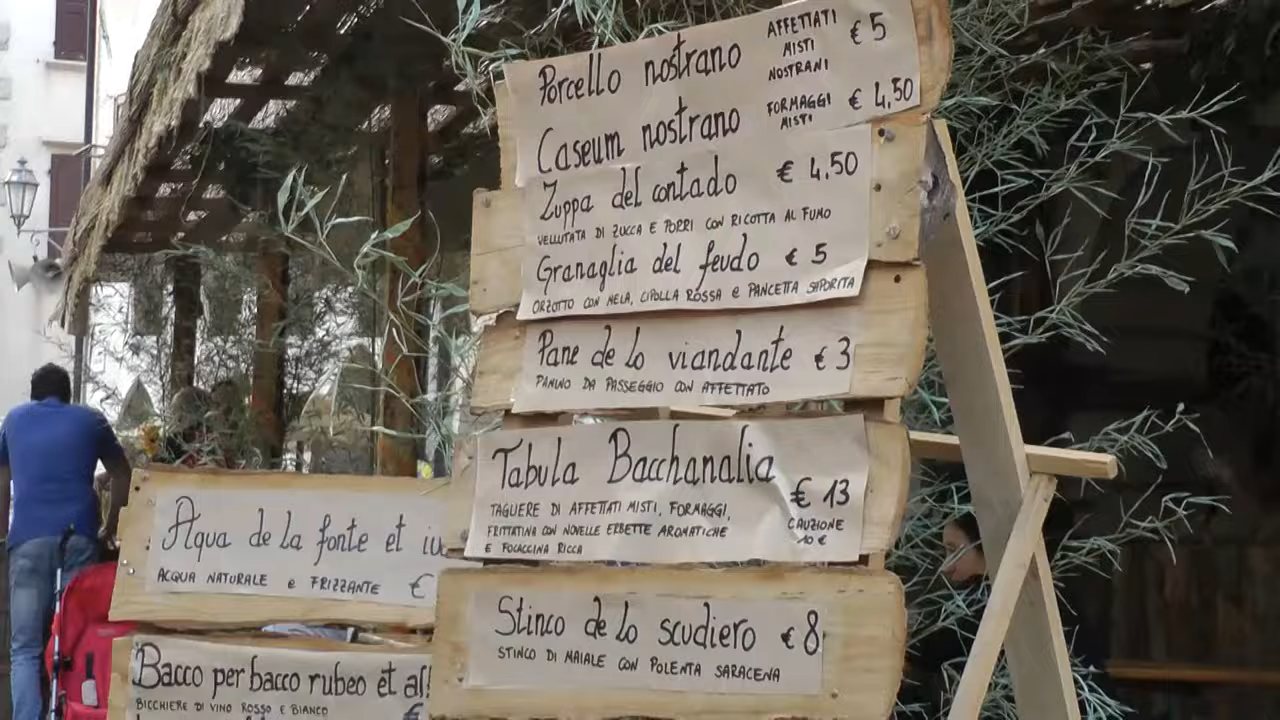 Porcello nostrano AFFETTATI MISTI NOSTRANI € 5
Caseum nostrano FORMAGGI MISTI € 4,50
Zuppa del contado € 4,50
VELLUTATA DI ZUCCA E PORRI CON RICOTTA AL FUMO
Granaglia del feudo € 5
ORZOTTO CON MELA, CIPOLLA ROSSA e PANCETTA SAPORITA
Pane de lo viandante € 3
PANINO DA PASSEGGIO CON AFFETTATO
Tabula Bacchanalia € 13
TAGLIERE DI AFFETTATI MISTI, FORMAGGI,
FRITTATINA CON NOVELLE ERBETTE AROMATICHE
E FOCACCINA RICCA
CAUZIONE
10 €
Stinco de lo scudiero € 8
STINCO DI MAIALE CON POLENTA SARACENA
Aqua de la fonte et
ACQUA NATURALE e FRIZZANTE €
Bacco per bacco rubeo et
BICCHIERE DI VINO ROSSO E BIANCO €